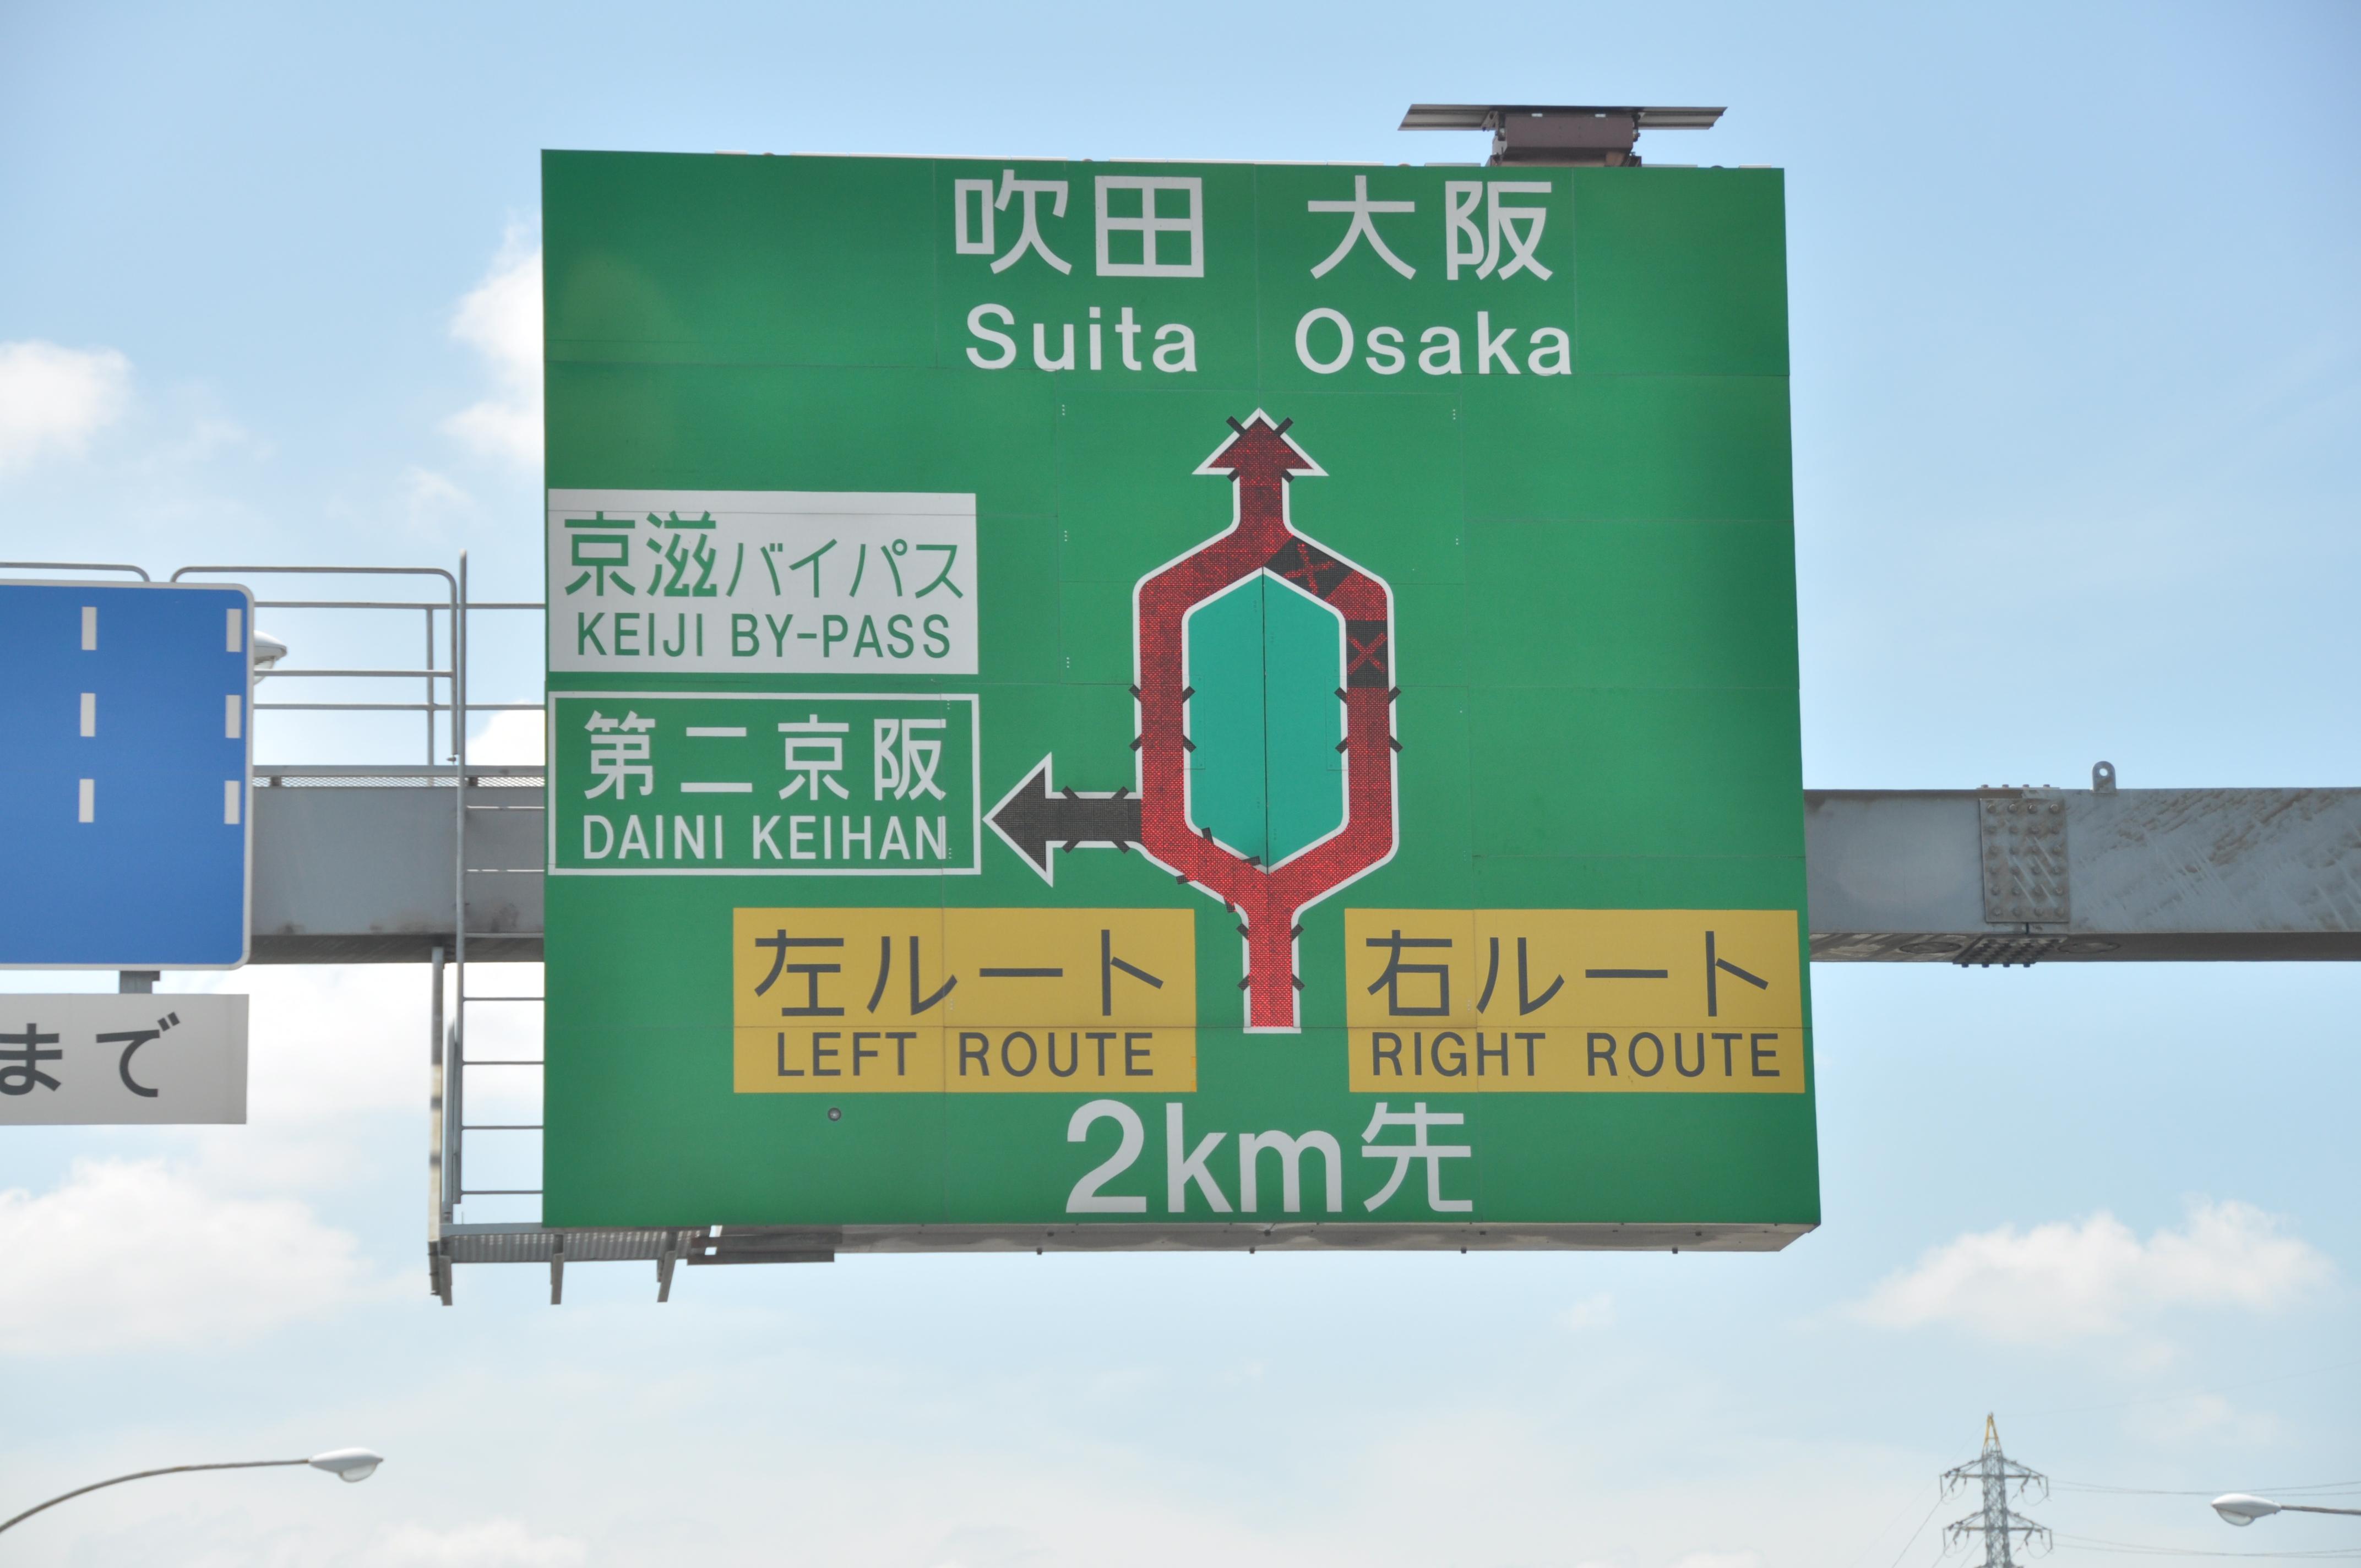 吹田 大阪
Suita Osaka
京滋バイパス
KEIJI BY-PASS
第二京阪
DAINI KEIHAN
左ルート 右ルート
LEFT ROUTE RIGHT ROUTE
2km先
まで